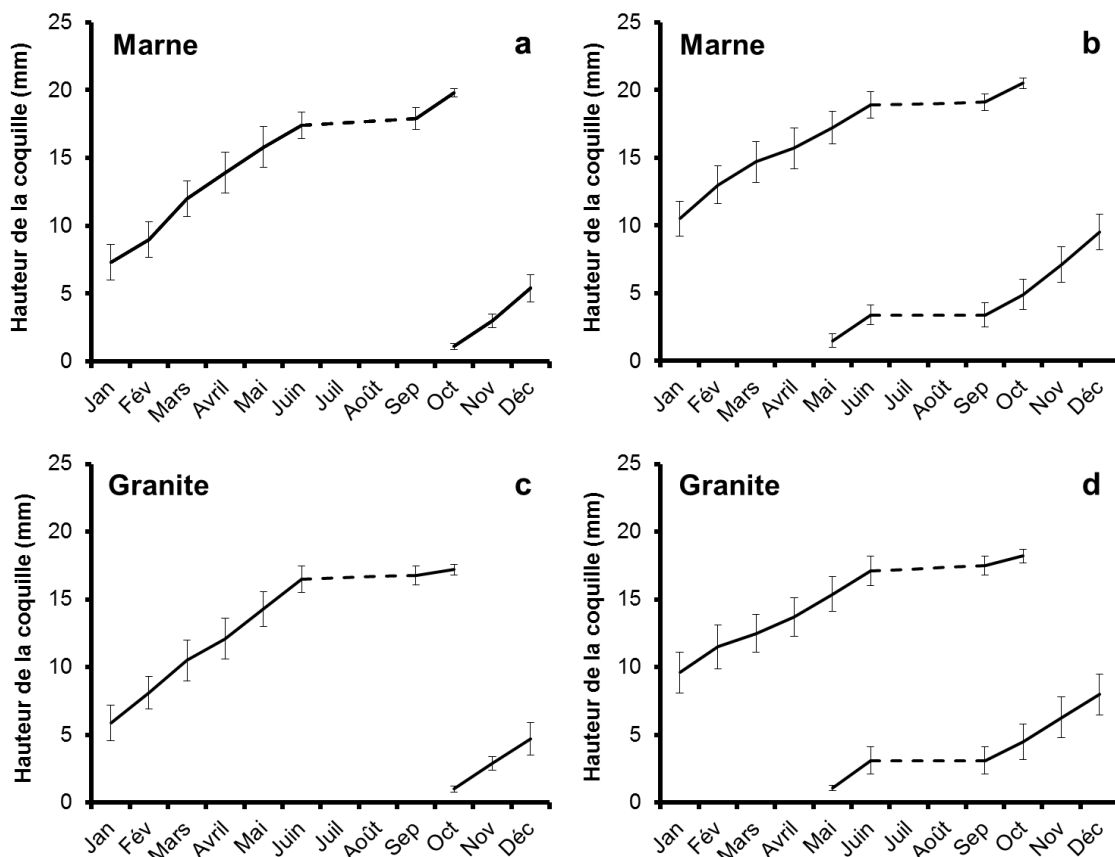 Marne a
Hauteur de la coquille (mm)
25
20
15
10
5
0
Jan Fév Mars Avril Mai Juin Juil Août Sep Oct Nov Déc
Marne b
Hauteur de la coquille (mm)
25
20
15
10
5
0
Jan Fév Mars Avril Mai Juin Juil Août Sep Oct Nov Déc
Granite c
Hauteur de la coquille (mm)
25
20
15
10
5
0
Jan Fév Mars Avril Mai Juin Juil Août Sep Oct Nov Déc
Granite d
Hauteur de la coquille (mm)
25
20
15
10
5
0
Jan Fév Mars Avril Mai Juin Juil Août Sep Oct Nov Déc